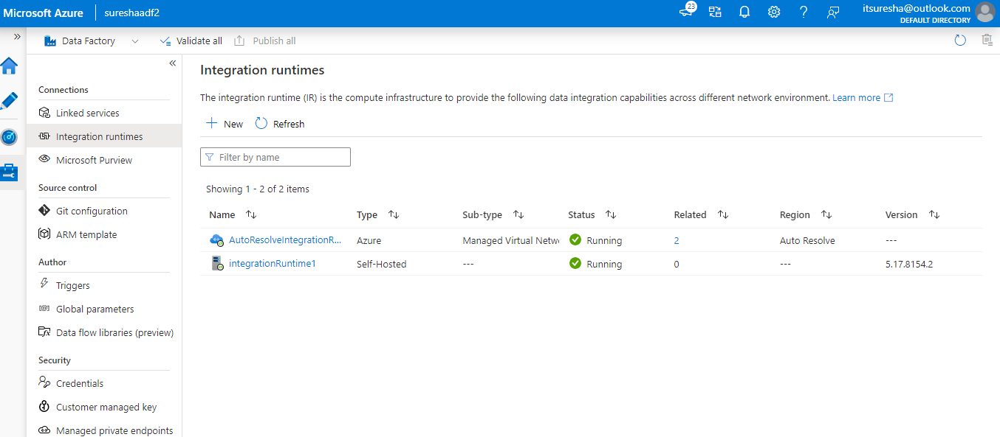 Microsoft Azure sureshaadf2 23 itsuresha@outlook.com
DEFAULT DIRECTORY
Data Factory Validate all Publish all
Connections
Linked services
Integration runtimes
Microsoft Purview
Source control
Git configuration
ARM template
Author
Triggers
Global parameters
Data flow libraries (preview)
Security
Credentials
Customer managed key
Managed private endpoints
Integration runtimes
The integration runtime (IR) is the compute infrastructure to provide the following data integration capabilities across different network environment. Learn more
New Refresh
Filter by name
Showing 1 - 2 of 2 items
Name Type Sub-type Status Related Region Version
AutoResolveIntegrationR... Azure Managed Virtual Netw Running 2 Auto Resolve ---
integrationRuntime1 Self-Hosted --- Running 0 --- 5.17.8154.2